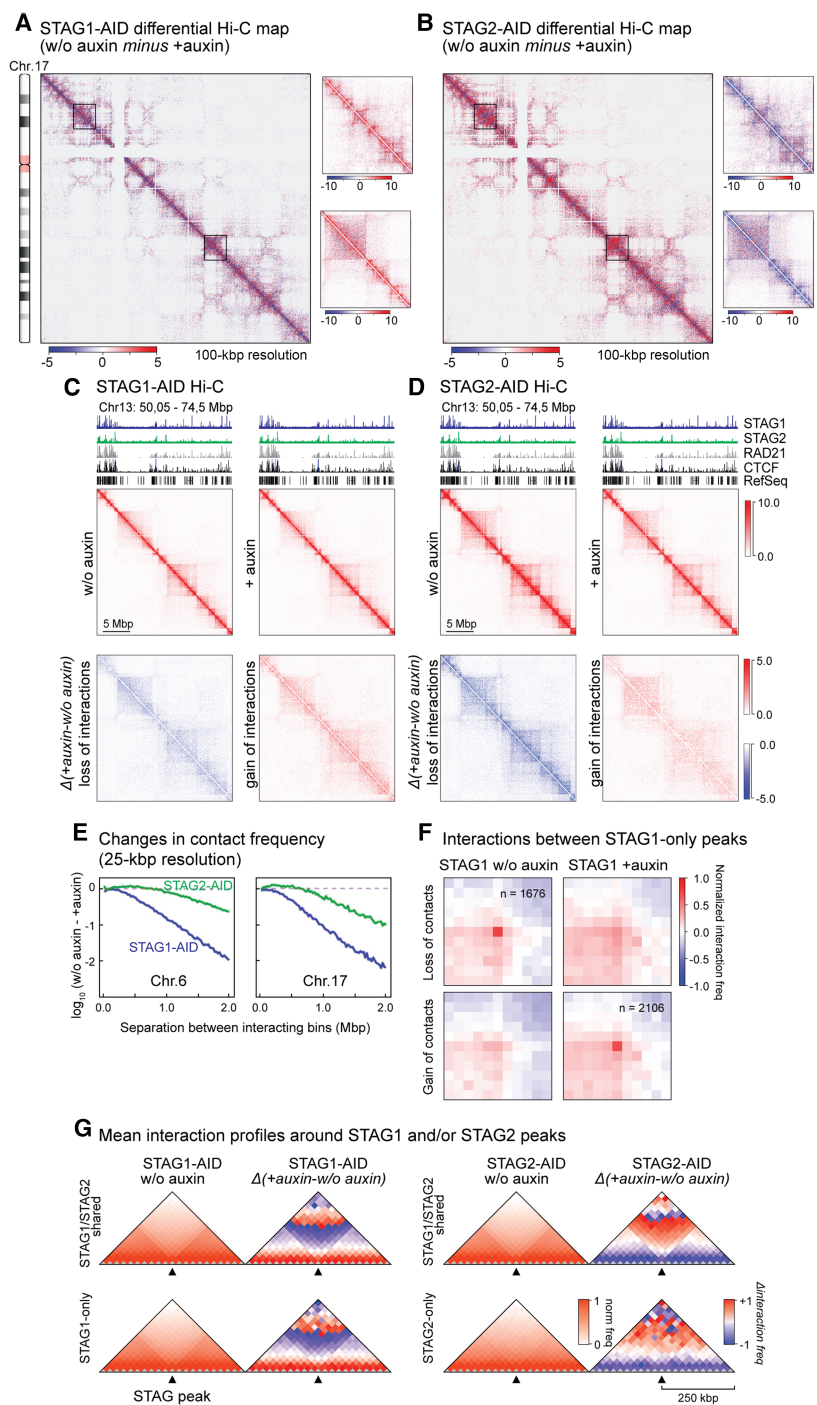 A STAG1-AID differential Hi-C map
(w/o auxin minus +auxin)
B STAG2-AID differential Hi-C map
(w/o auxin minus +auxin)
Chr.17
-10 0 10
-10 0 10
-5 0 5
100-kbp resolution
-10 0 10
-10 0 10
-5 0 5
100-kbp resolution
C STAG1-AID Hi-C
Chr13: 50,05 - 74,5 Mbp
D STAG2-AID Hi-C
Chr13: 50,05 - 74,5 Mbp
STAG1
STAG2
RAD21
CTCF
RefSeq
w/o auxin
5 Mbp
+ auxin
w/o auxin
5 Mbp
+ auxin
10.0
0.0
Δ(+auxin-w/o auxin)
loss of interactions
gain of interactions
Δ(+auxin-w/o auxin)
loss of interactions
gain of interactions
5.0
0.0
0.0
-5.0
E Changes in contact frequency
(25-kbp resolution)
log10 (w/o auxin - +auxin)
0
-1
-2
STAG2-AID
STAG1-AID
Chr.6
Chr.17
0.0 1.0 2.0
0.0 1.0 2.0
Separation between interacting bins (Mbp)
F Interactions between STAG1-only peaks
STAG1 w/o auxin
STAG1 +auxin
Loss of contacts
n = 1676
Gain of contacts
n = 2106
1.0
0.5
0.0
-0.5
-1.0
Normalized interaction freq
G Mean interaction profiles around STAG1 and/or STAG2 peaks
STAG1-AID
w/o auxin
STAG1-AID
Δ(+auxin-w/o auxin)
STAG2-AID
w/o auxin
STAG2-AID
Δ(+auxin-w/o auxin)
STAG1/STAG2
shared
STAG1/STAG2
shared
STAG1-only
STAG2-only
1
0
norm freq
+1
-1
Δinteraction freq
STAG peak
250 kbp